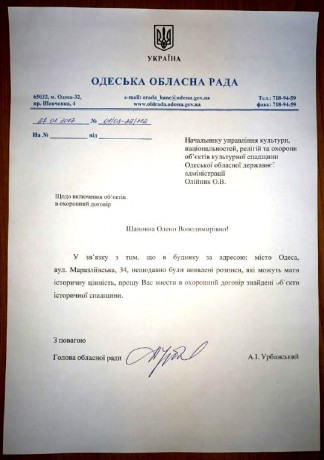 УКРАЇНА
ОДЕСЬКА ОБЛАСНА РАДА
65032, м. Одеса-32,
пр. Шевченка, 4
e-mail: orada_kanc@odessa.gov.ua
www.oblrada.odessa.gov.ua
Тел.: 718-94-59
факс: 718-94-59
№
На №
від
Начальнику управління культури,
національностей, релігій та охорони
об'єктів культурної спадщини
Одеської обласної державної
адміністрації
Олійник О.В.
Щодо включення об'єктів
в охоронний договір
Шановна Олено Володимирівно!
У зв'язку з тим, що в будинку за адресою: місто Одеса,
вул. Маразліївська, 34, нещодавно були виявлені розписи, які можуть мати
історичну цінність, прошу Вас внести в охоронний договір знайдені об'єкти
історичної спадщини.
З повагою
Голова обласної ради
А.І. Урбанський